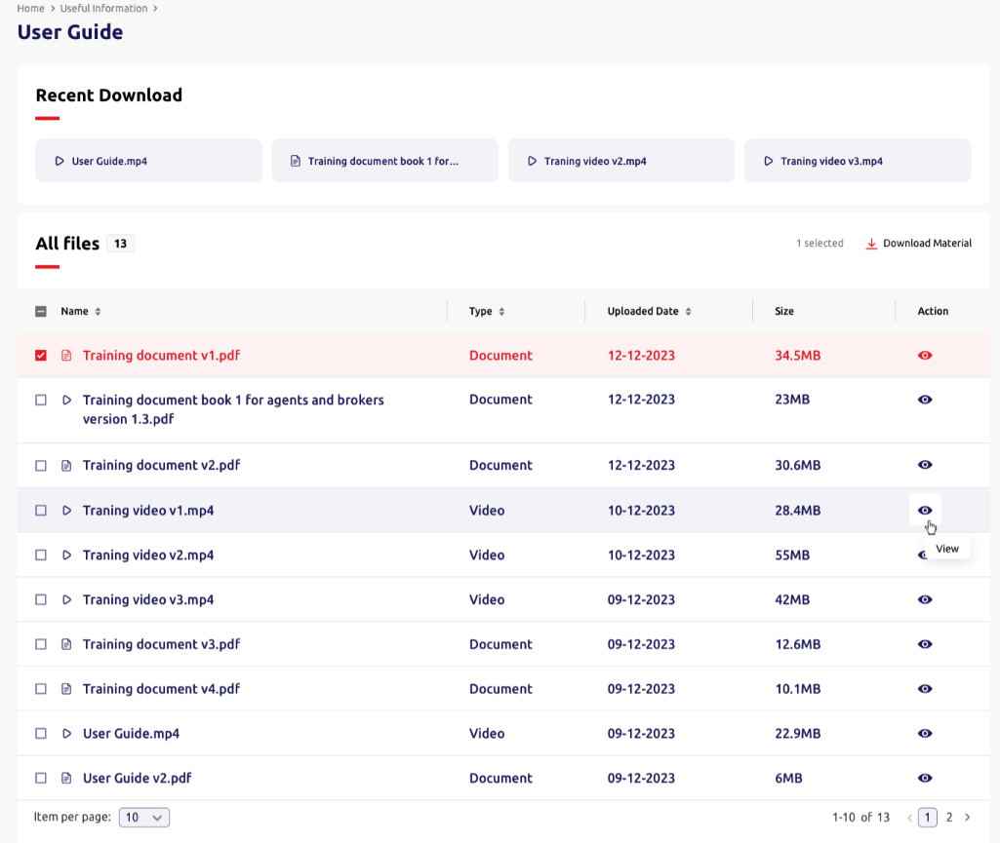 Home > Useful Information >
User Guide
Recent Download
User Guide.mp4
Training document book 1 for...
Traning video v2.mp4
Traning video v3.mp4
All files 13
1 selected Download Material
Name Type Uploaded Date Size Action
Training document v1.pdf Document 12-12-2023 34.5MB
Training document book 1 for agents and brokers Document 12-12-2023 23MB
version 1.3.pdf
Training document v2.pdf Document 12-12-2023 30.6MB
Traning video v1.mp4 Video 10-12-2023 28.4MB
View
Traning video v2.mp4 Video 10-12-2023 55MB
Traning video v3.mp4 Video 09-12-2023 42MB
Training document v3.pdf Document 09-12-2023 12.6MB
Training document v4.pdf Document 09-12-2023 10.1MB
User Guide.mp4 Video 09-12-2023 22.9MB
User Guide v2.pdf Document 09-12-2023 6MB
Item per page: 10 1-10 of 13 < 1 2 >